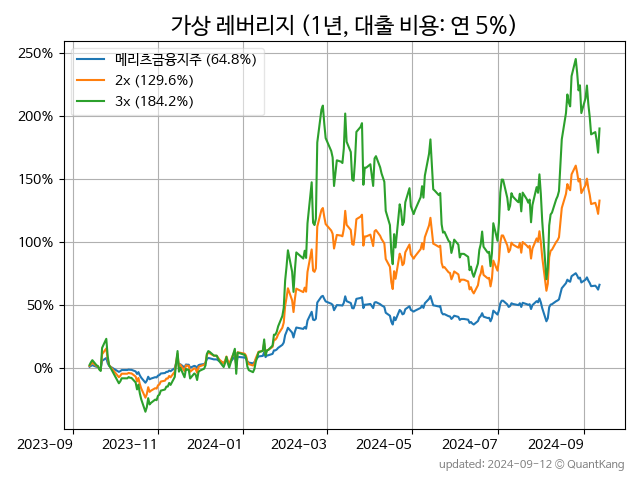 가상 레버리지 (1년, 대출 비용: 연 5%)
250%
200%
150%
100%
50%
0%
메리츠금융지주 (64.8%)
2x (129.6%)
3x (184.2%)
2023-09 2023-11 2024-01 2024-03 2024-05 2024-07 2024-09
updated: 2024-09-12 © QuantKang